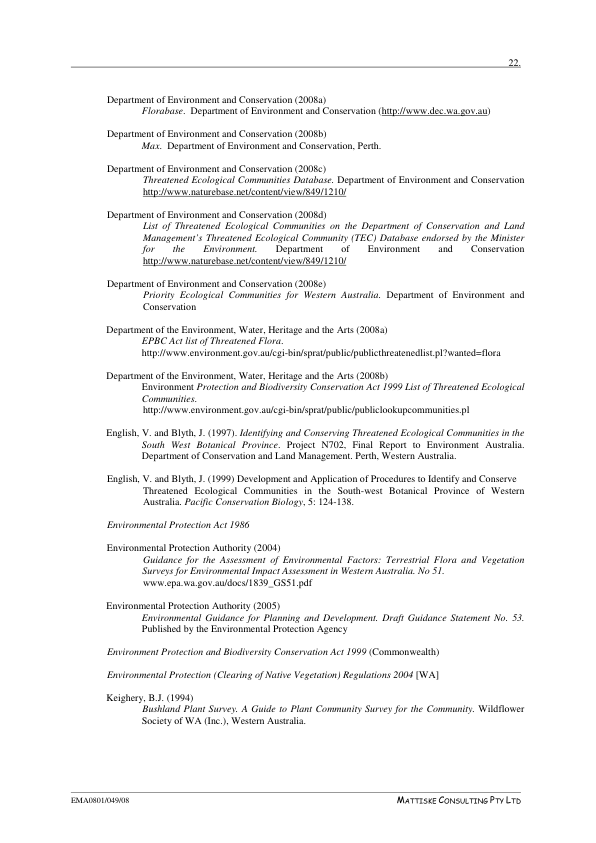 22.
Department of Environment and Conservation (2008a)
Florabase. Department of Environment and Conservation (http://www.dec.wa.gov.au)
Department of Environment and Conservation (2008b)
Max. Department of Environment and Conservation, Perth.
Department of Environment and Conservation (2008c)
Threatened Ecological Communities Database. Department of Environment and Conservation
http://www.naturebase.net/content/view/849/1210/
Department of Environment and Conservation (2008d)
List of Threatened Ecological Communities on the Department of Conservation and Land
Management's Threatened Ecological Community (TEC) Database endorsed by the Minister
for the Environment. Department of Environment and Conservation
http://www.naturebase.net/content/view/849/1210/
Department of Environment and Conservation (2008e)
Priority Ecological Communities for Western Australia. Department of Environment and
Conservation
Department of the Environment, Water, Heritage and the Arts (2008a)
EPBC Act list of Threatened Flora.
http://www.environment.gov.au/cgi-bin/sprat/public/publicthreatenedlist.pl?wanted=flora
Department of the Environment, Water, Heritage and the Arts (2008b)
Environment Protection and Biodiversity Conservation Act 1999 List of Threatened Ecological
Communities.
http://www.environment.gov.au/cgi-bin/sprat/public/publiclookupcommunities.pl
English, V. and Blyth, J. (1997). Identifying and Conserving Threatened Ecological Communities in the
South West Botanical Province. Project N702, Final Report to Environment Australia.
Department of Conservation and Land Management. Perth, Western Australia.
English, V. and Blyth, J. (1999) Development and Application of Procedures to Identify and Conserve
Threatened Ecological Communities in the South-west Botanical Province of Western
Australia. Pacific Conservation Biology, 5: 124-138.
Environmental Protection Act 1986
Environmental Protection Authority (2004)
Guidance for the Assessment of Environmental Factors: Terrestrial Flora and Vegetation
Surveys for Environmental Impact Assessment in Western Australia. No 51.
www.epa.wa.gov.au/docs/1839_GS51.pdf
Environmental Protection Authority (2005)
Environmental Guidance for Planning and Development. Draft Guidance Statement No. 53.
Published by the Environmental Protection Agency
Environment Protection and Biodiversity Conservation Act 1999 (Commonwealth)
Environmental Protection (Clearing of Native Vegetation) Regulations 2004 [WA]
Keighery, B.J. (1994)
Bushland Plant Survey. A Guide to Plant Community Survey for the Community. Wildflower
Society of WA (Inc.), Western Australia.
EMA0801/049/08
MATTISKE CONSULTING PTY LTD